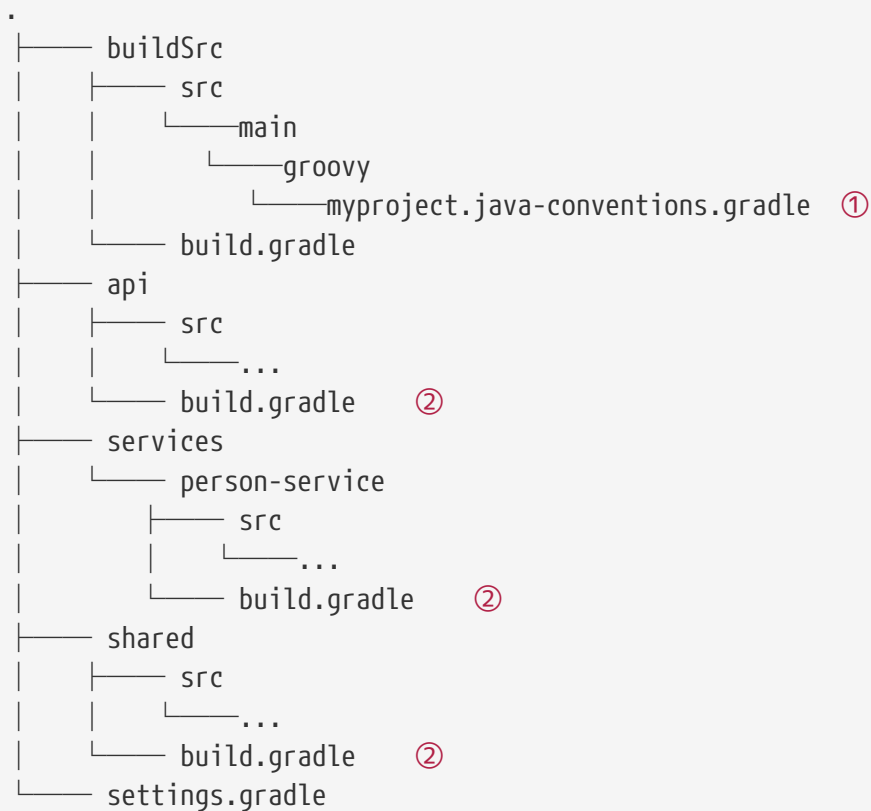 .
├── buildSrc
│   ├── src
│   │   └──main
│   │      └──groovy
│   │         └──myproject.java-conventions.gradle ①
│   └── build.gradle
├── api
│   ├── src
│   │   └──...
│   └── build.gradle ②
├── services
│   └── person-service
│       ├── src
│       │   └──...
│       └── build.gradle ②
├── shared
│   ├── src
│   │   └──...
│   └── build.gradle ②
└── settings.gradle